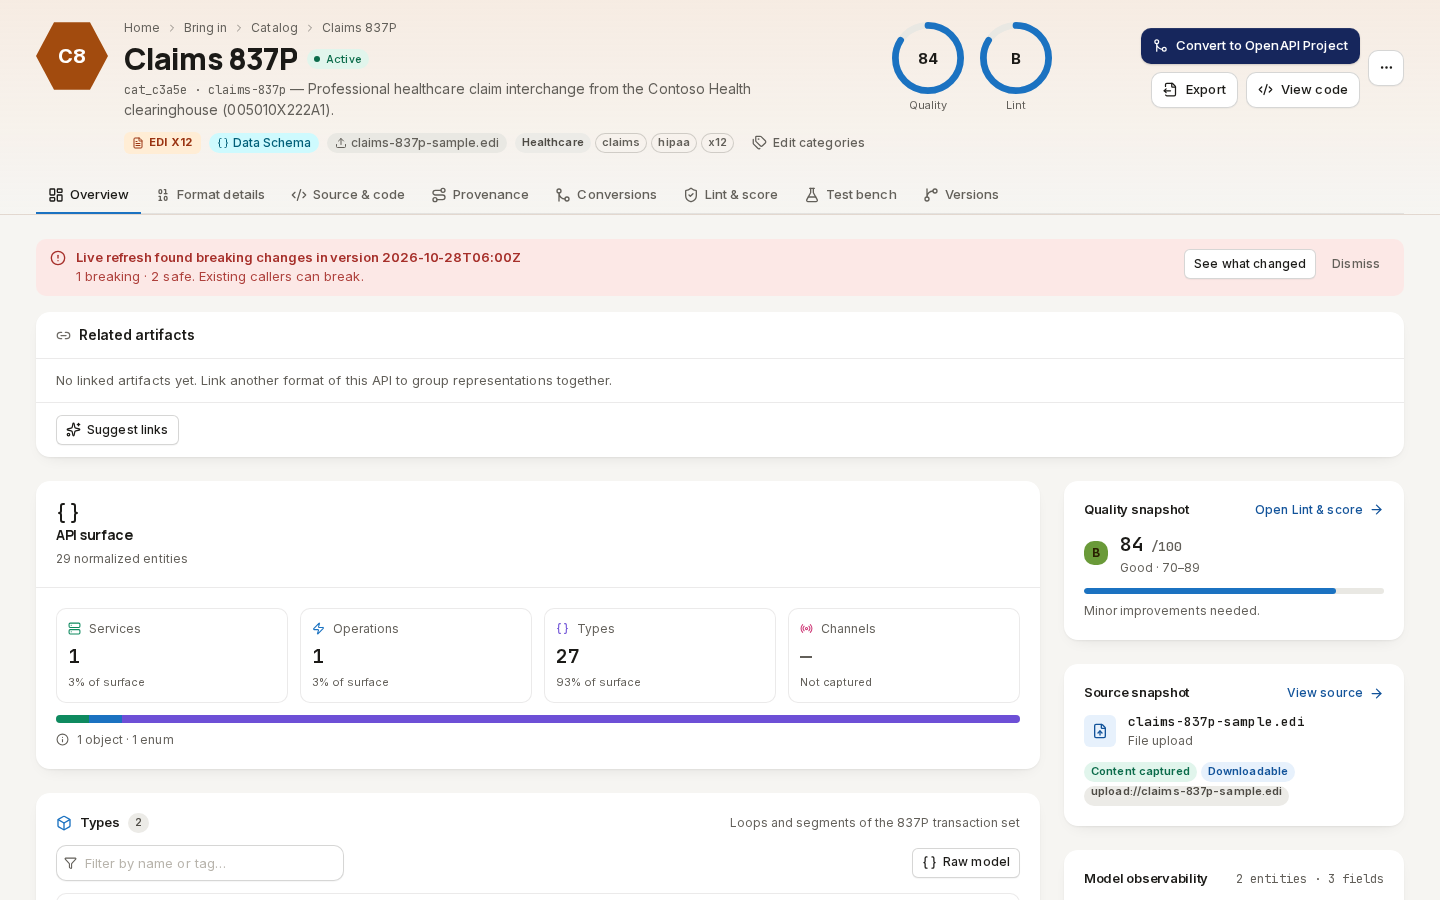 C8
Home > Bring in > Catalog > Claims 837P
Claims 837P Active
cat_c3a5e · claims-837p — Professional healthcare claim interchange from the Contoso Health
clearinghouse (005010X222A1).
EDI X12 {} Data Schema claims-837p-sample.edi Healthcare claims hipaa x12 Edit categories
84
Quality
B
Lint
Convert to OpenAPI Project
Export
View code
Overview Format details Source & code Provenance Conversions Lint & score Test bench Versions
Live refresh found breaking changes in version 2026-10-28T06:00Z
1 breaking · 2 safe. Existing callers can break.
See what changed
Dismiss
Related artifacts
No linked artifacts yet. Link another format of this API to group representations together.
Suggest links
{}
API surface
29 normalized entities
Services
1
3% of surface
Operations
1
3% of surface
{} Types
27
93% of surface
Channels
—
Not captured
1 object · 1 enum
Types 2
Loops and segments of the 837P transaction set
Filter by name or tag...
{} Raw model
Quality snapshot
Open Lint & score
B
84 /100
Good · 70–89
Minor improvements needed.
Source snapshot
View source
claims-837p-sample.edi
File upload
Content captured
Downloadable
upload://claims-837p-sample.edi
Model observability
2 entities · 3 fields